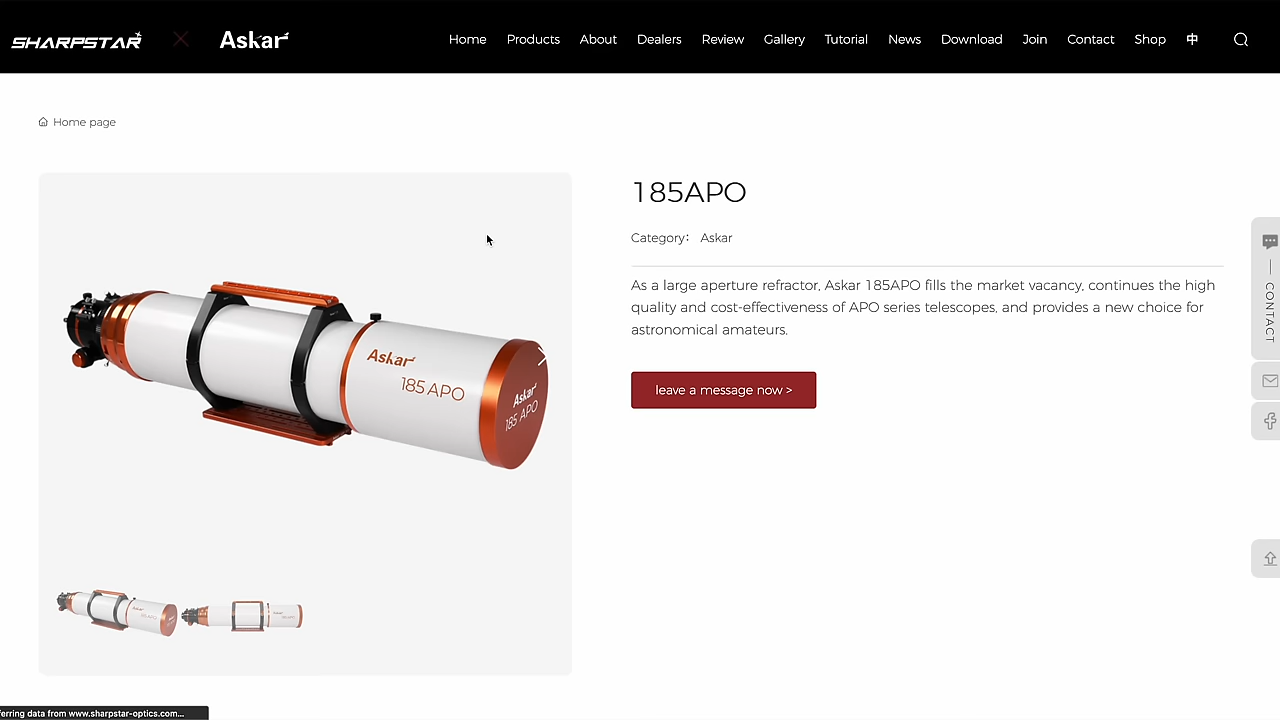 SHARPSTAR
Askar
Home Products About Dealers Review Gallery Tutorial News Download Join Contact Shop 中
Home page
185APO
Category: Askar
As a large aperture refractor, Askar 185APO fills the market vacancy, continues the high
quality and cost-effectiveness of APO series telescopes, and provides a new choice for
astronomical amateurs.
leave a message now >
Askar
185 APO
Askar
185 APO
CONTACT
ferring data from www.sharpstar-optics.com...